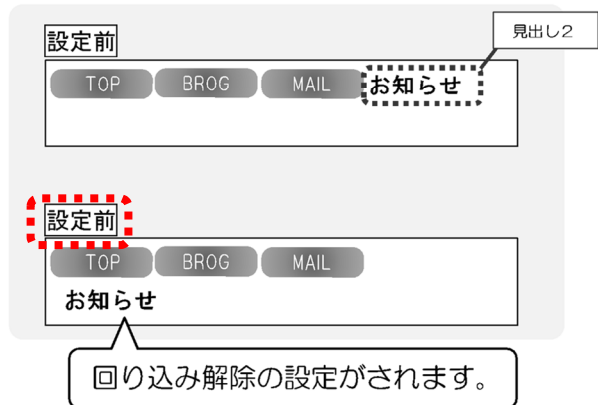 設定前
見出し2
TOP BROG MAIL お知らせ
設定前
TOP BROG MAIL
お知らせ
回り込み解除の設定がされます。